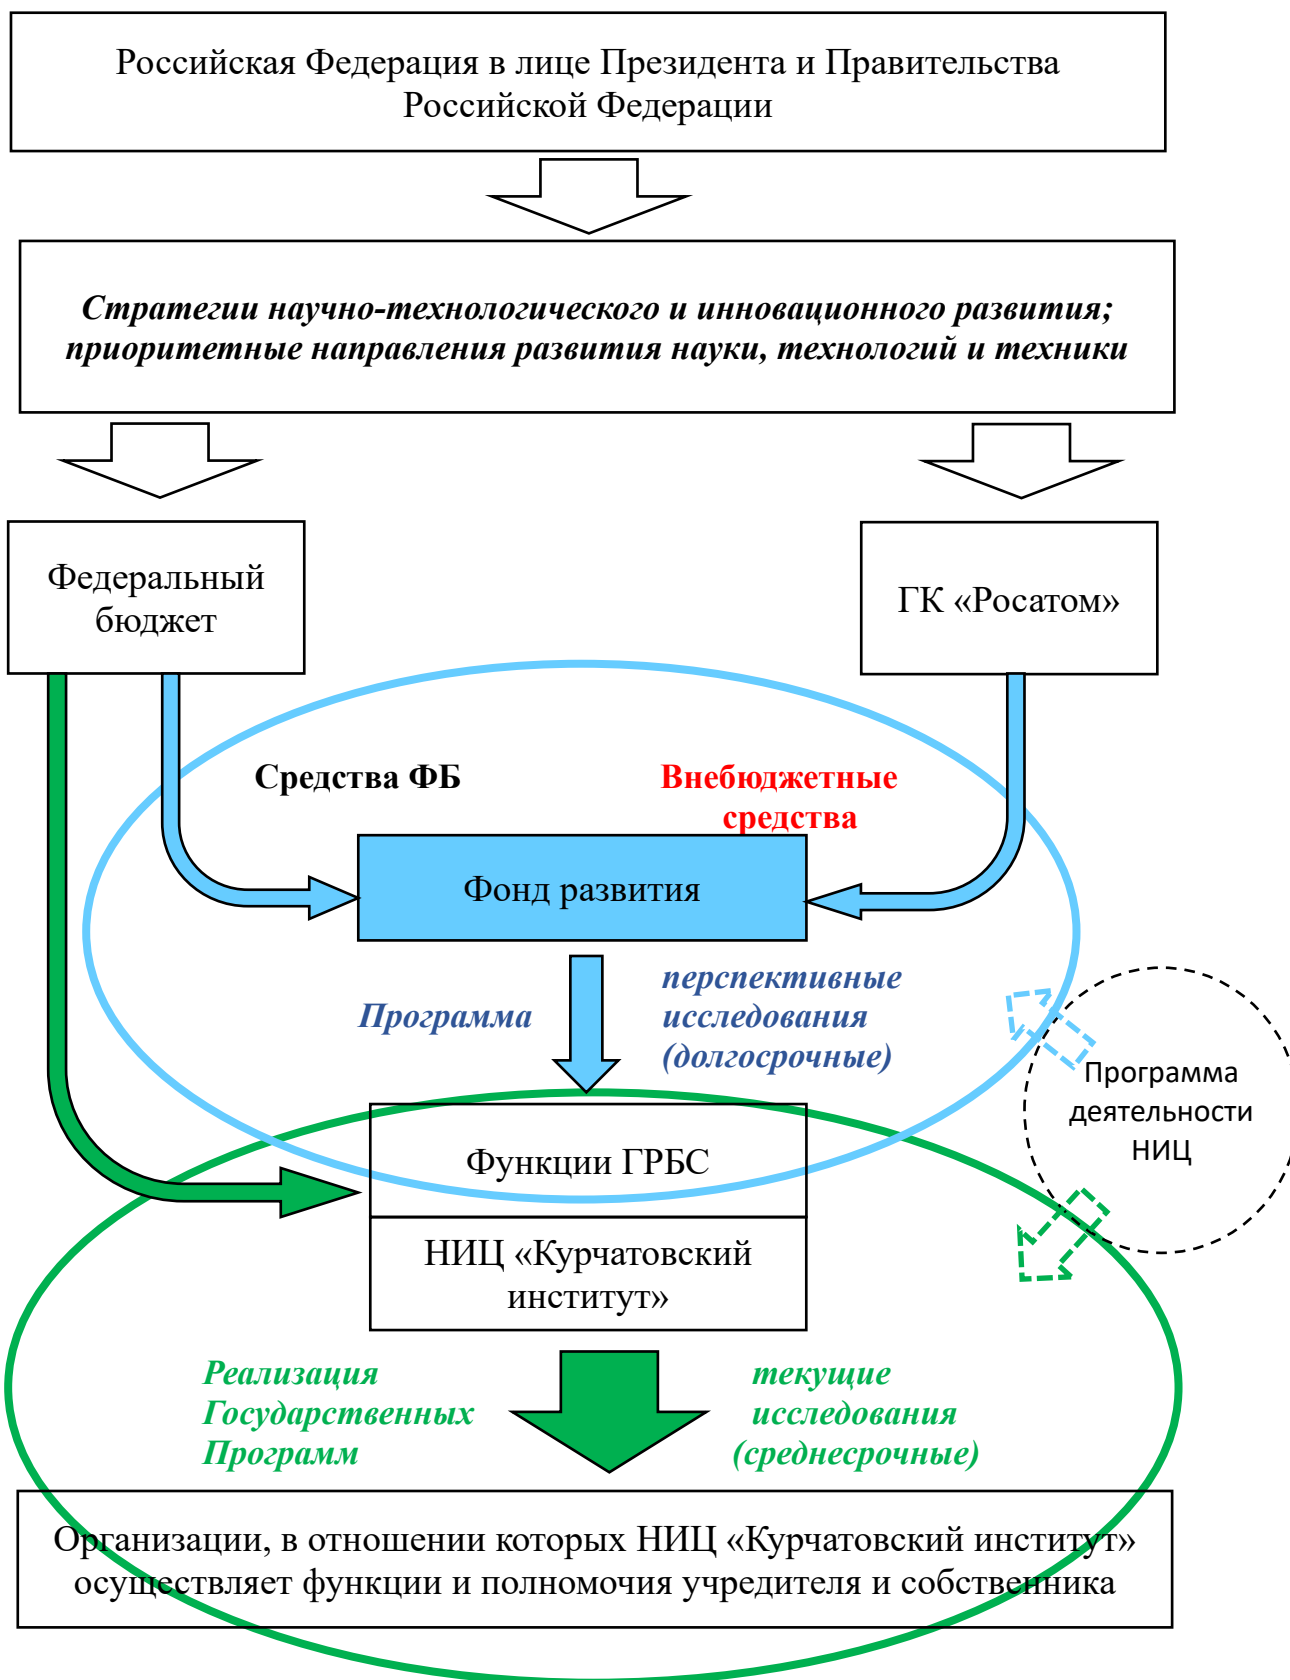 Российская Федерация в лице Президента и Правительства
Российской Федерации
Стратегии научно-технологического и инновационного развития;
приоритетные направления развития науки, технологий и техники
Федеральный
бюджет
ГК «Росатом»
Средства ФБ
Внебюджетные
средства
Фонд развития
Программа
перспективные
исследования
(долгосрочные)
Программа
деятельности
НИЦ
Функции ГРБС
НИЦ «Курчатовский
институт»
Реализация
Государственных
Программ
текущие
исследования
(среднесрочные)
Организации, в отношении которых НИЦ «Курчатовский институт»
осуществляет функции и полномочия учредителя и собственника